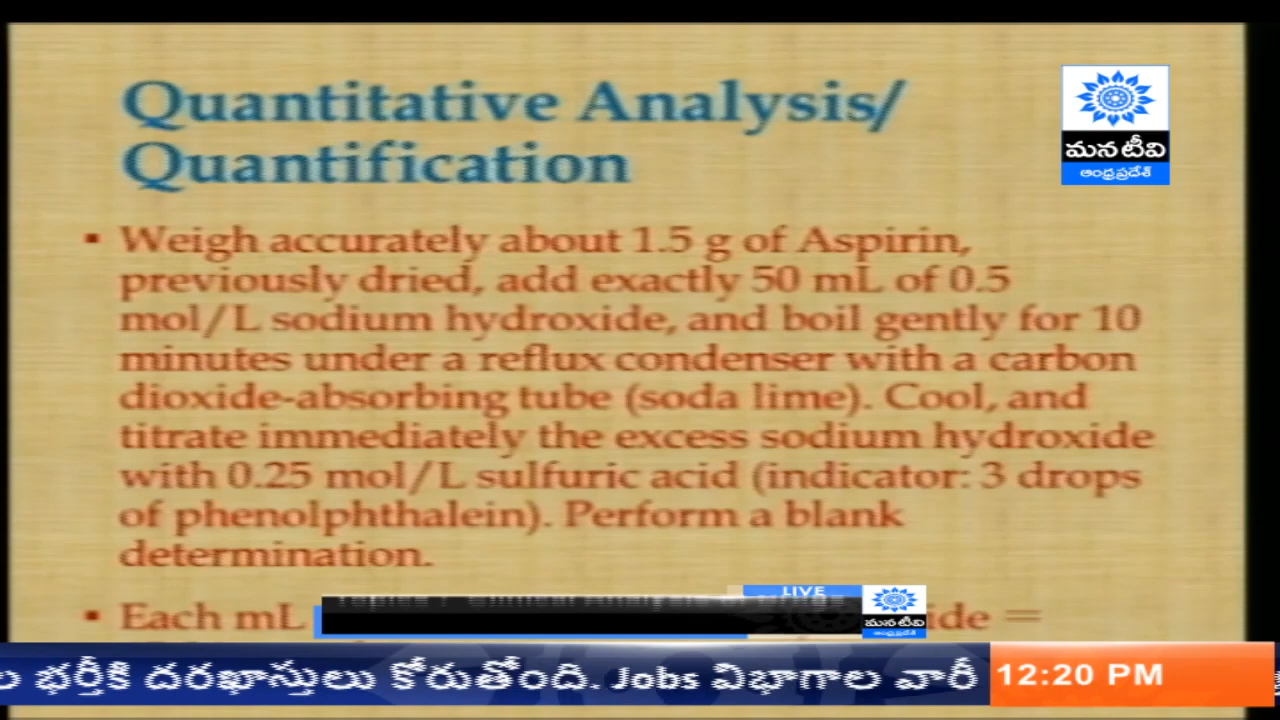 Quantitative Analysis/
Quantification
మన టీవి
ఆంధ్రప్రదేశ్
▪ Weigh accurately about 1.5 g of Aspirin,
previously dried, add exactly 50 mL of 0.5
mol/L sodium hydroxide, and boil gently for 10
minutes under a reflux condenser with a carbon
dioxide-absorbing tube (soda lime). Cool, and
titrate immediately the excess sodium hydroxide
with 0.25 mol/L sulfuric acid (indicator: 3 drops
of phenolphthalein). Perform a blank
determination.
LIVE
▪ Each mL ide =
మన టీవి
ఆంధ్రప్రదేశ్
ల భర్తీకి దరఖాస్తులు కోరుతోంది. Jobs విభాగాల వారీ
12:20 PM